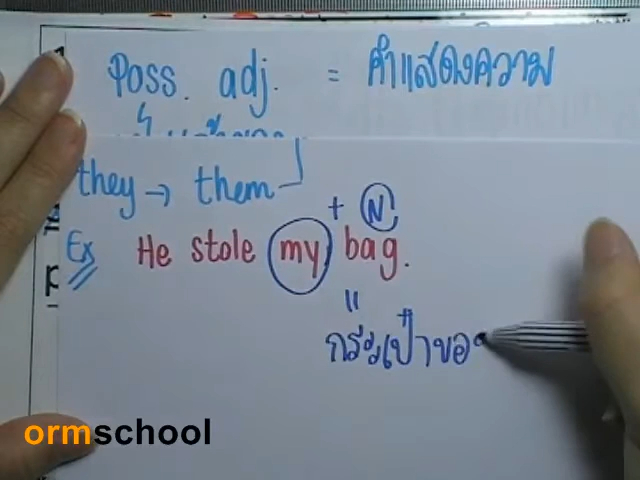 Poss. adj. = คำแสดงความ
they → them
+ N
Ex He stole my bag.
"
กระเป๋าขอ
ormschool